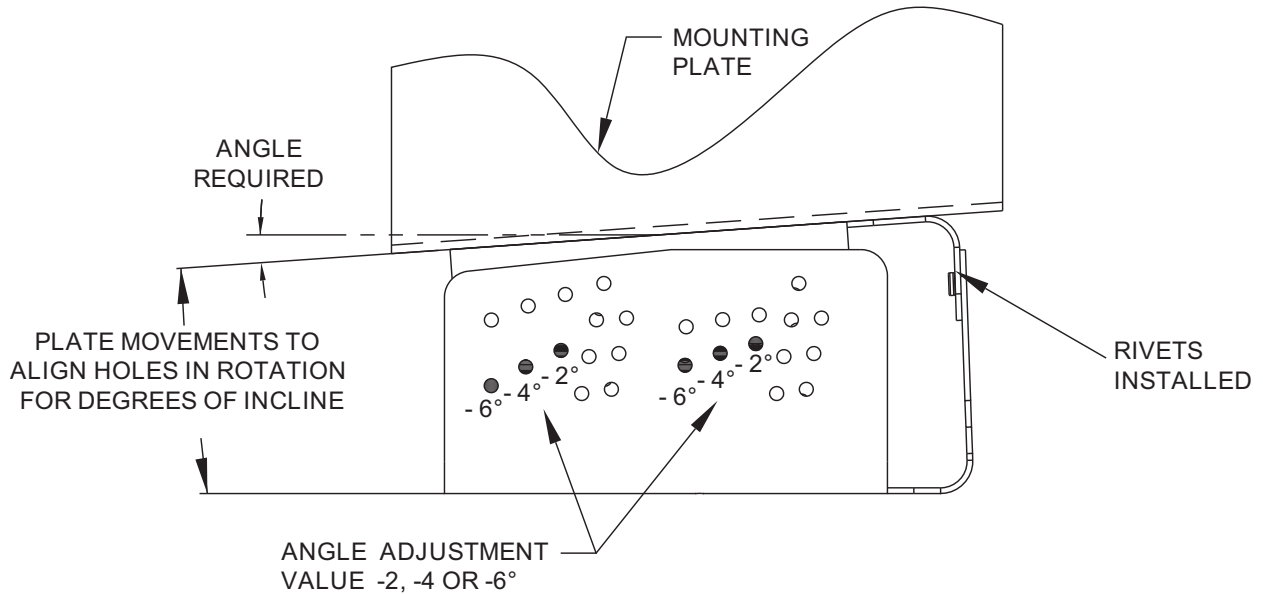 MOUNTING
PLATE
ANGLE
REQUIRED
PLATE MOVEMENTS TO
ALIGN HOLES IN ROTATION
FOR DEGREES OF INCLINE
- 6°
- 4°
- 2°
- 6°
- 4°
- 2°
RIVETS
INSTALLED
ANGLE ADJUSTMENT
VALUE -2, -4 OR -6°